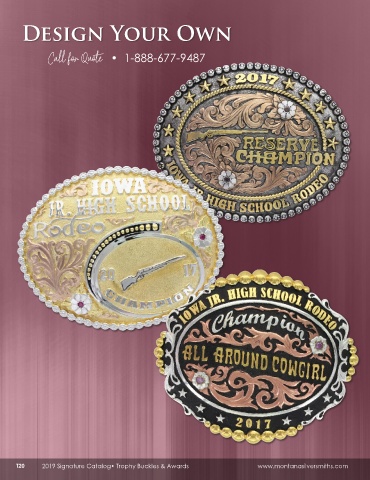 Design Your Own
Call for Quote • 1-888-677-9487
2017
RESERVE
CHAMPION
IOWA JR. HIGH SCHOOL RODEO
IOWA
JR. HIGH SCHOOL
Rodeo
20 17
CHAMPION
IOWA JR. HIGH SCHOOL RODEO
Champion
ALL AROUND COWGIRL
2017
120 2019 Signature Catalog• Trophy Buckles & Awards www.montanasilversmiths.com